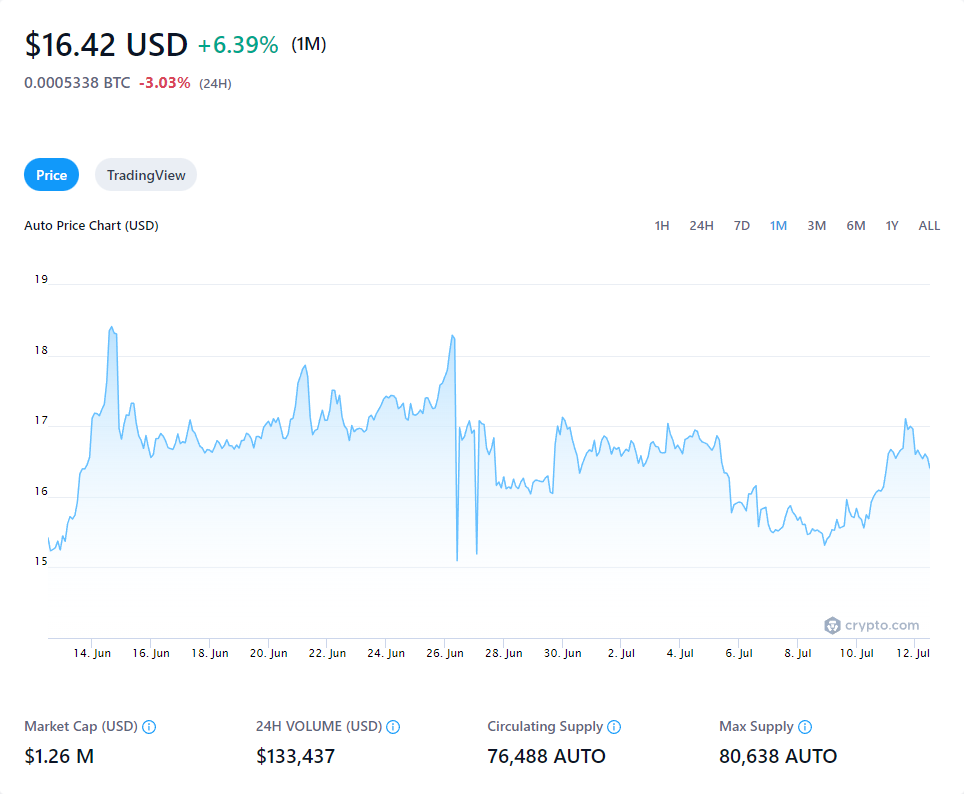 $16.42 USD +6.39% (1M)
0.0005338 BTC -3.03% (24H)
Price TradingView
Auto Price Chart (USD) 1H 24H 7D 1M 3M 6M 1Y ALL
19
18
17
16
15
crypto.com
14. Jun 16. Jun 18. Jun 20. Jun 22. Jun 24. Jun 26. Jun 28. Jun 30. Jun 2. Jul 4. Jul 6. Jul 8. Jul 10. Jul 12. Jul
Market Cap (USD) 24H VOLUME (USD) Circulating Supply Max Supply
$1.26 M $133,437 76,488 AUTO 80,638 AUTO